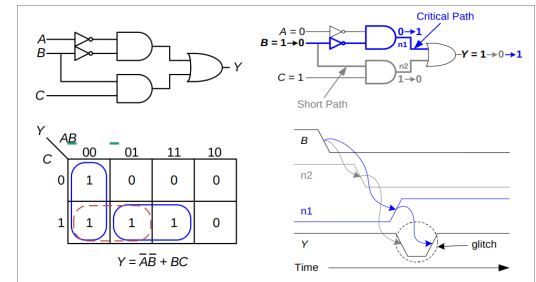 A
B
Y
C
A = 0
B = 1→0
C = 1
0→1
n1
Critical Path
n2
1→0
Short Path
Y = 1→0→1
Y
AB
C
00 01 11 10
0 1 0 0 0
1 1 1 1 0
Y = A̅B̅ + BC
B
n2
n1
Y
glitch
Time